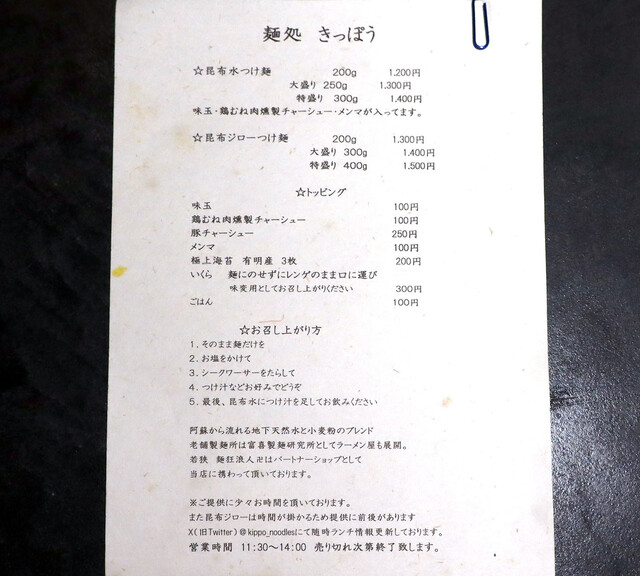 麺処 きっぽう
☆昆布水つけ麺 200g 1.200円
大盛り 250g 1.300円
特盛り 300g 1.400円
味玉・鶏むね肉燻製チャーシュー・メンマが入ってます。
☆昆布ジローつけ麺 200g 1.300円
大盛り 300g 1.400円
特盛り 400g 1.500円
☆トッピング
味玉 100円
鶏むね肉燻製チャーシュー 100円
豚チャーシュー 250円
メンマ 100円
極上海苔 有明産 3枚 200円
いくら 麺にのせずにレンゲのまま口に運び
味変用としてお召し上がりください 300円
ごはん 100円
☆お召し上がり方
1.そのまま麺だけを
2.お塩をかけて
3.シークワーサーをたらして
4.つけ汁などお好みでどうぞ
5.最後、昆布水につけ汁を足してお飲みください
阿蘇から流れる地下天然水と小麦粉のブレンド
老舗製麺所は富喜製麺研究所としてラーメン屋も展開。
若狭 麺狂浪人卍はパートナーショップとして
当店に携わって頂いております。
※ご提供に少々お時間を頂いております。
また昆布ジローは時間が掛かるため提供に前後があります
X(旧Twitter)@kippo_noodlesにて随時ランチ情報更新しております。
営業時間 11:30〜14:00 売り切れ次第終了致します。